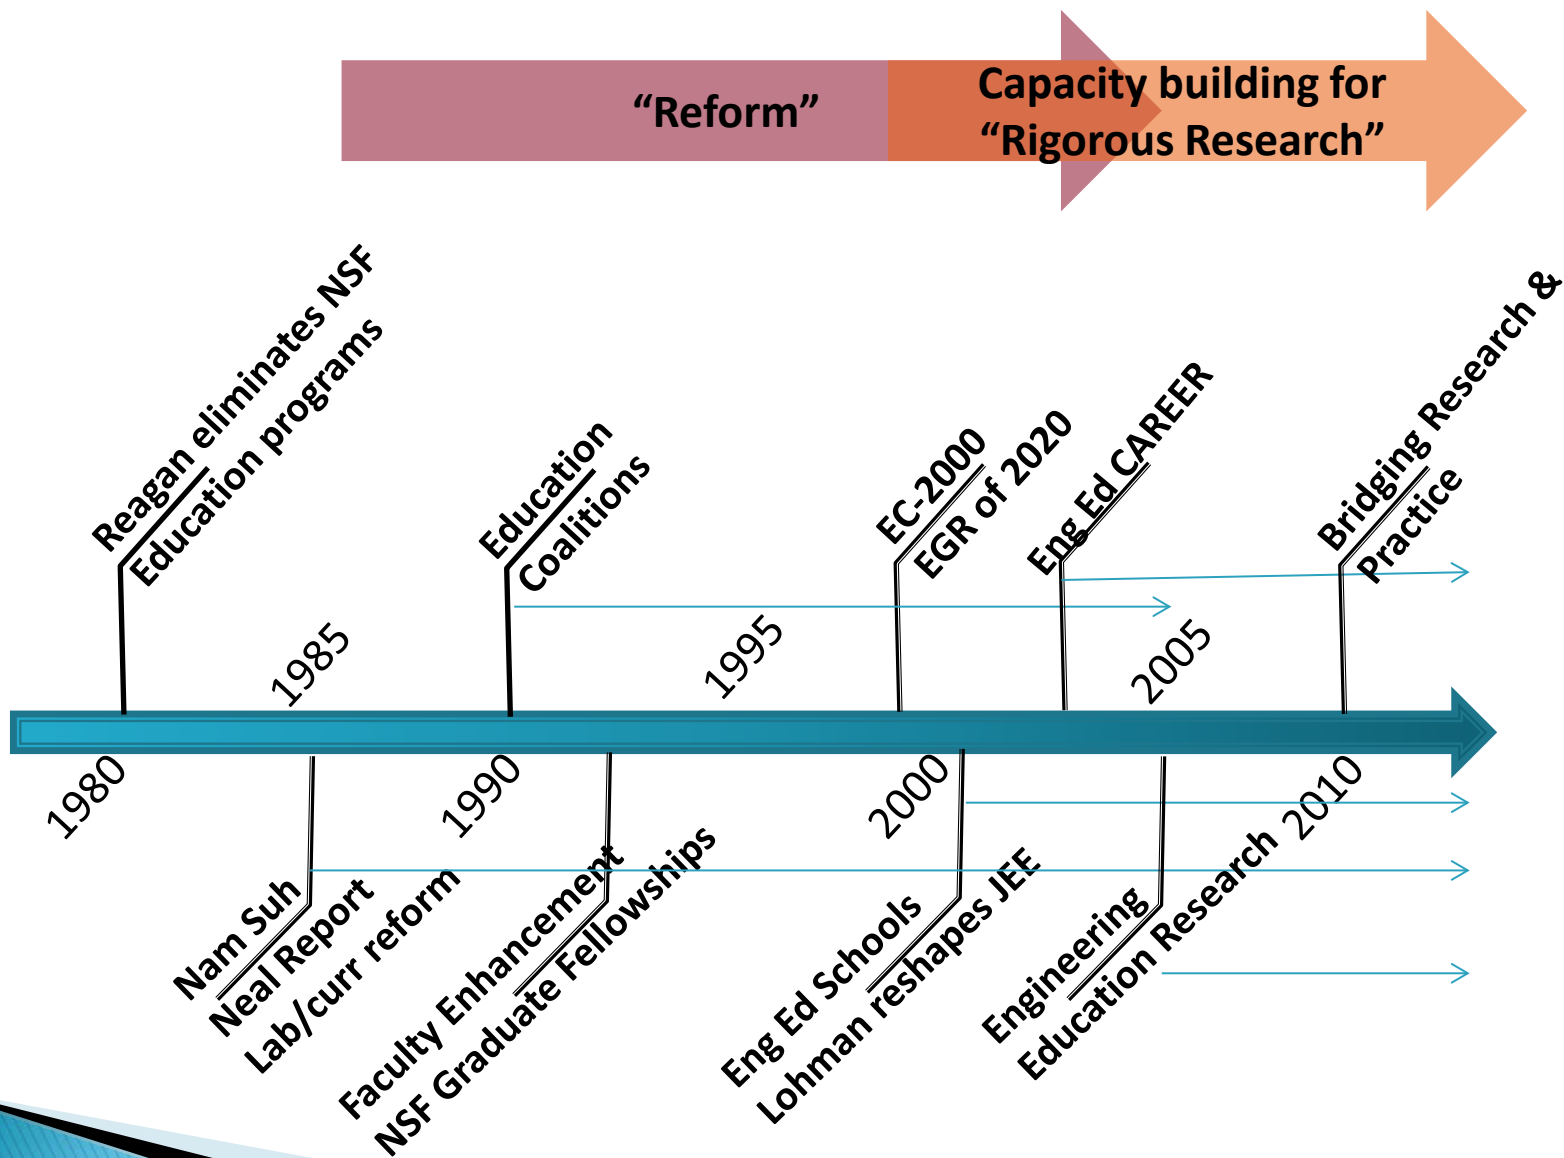 “Reform”
Capacity building for
“Rigorous Research”
Reagan eliminates NSF
Education programs
Education
Coalitions
EC-2000
EGR of 2020
Eng Ed CAREER
Bridging Research &
Practice
1985
1995
2005
1980
1990
2000
2010
Nam Suh
Neal Report
Lab/curr reform
Faculty Enhancement
NSF Graduate Fellowships
Eng Ed Schools
Lohman reshapes JEE
Engineering
Education Research